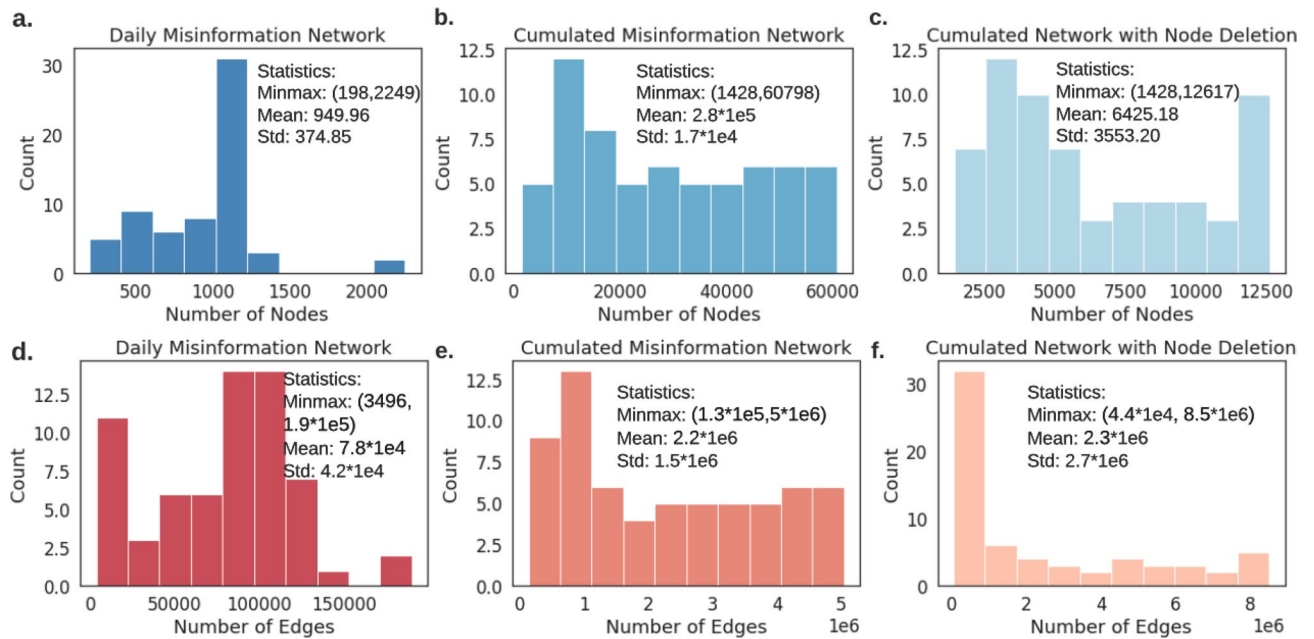 a.
Daily Misinformation Network
30
20
10
0
Count
Statistics:
Minmax: (198,2249)
Mean: 949.96
Std: 374.85
500 1000 1500 2000
Number of Nodes
b.
Cumulated Misinformation Network
12.5
10.0
7.5
5.0
2.5
0.0
Count
Statistics:
Minmax: (1428,60798)
Mean: 2.8*1e5
Std: 1.7*1e4
0 20000 40000 60000
Number of Nodes
c.
Cumulated Network with Node Deletion
12.5
10.0
7.5
5.0
2.5
0.0
Count
Statistics:
Minmax: (1428,12617)
Mean: 6425.18
Std: 3553.20
2500 5000 7500 10000 12500
Number of Nodes
d.
Daily Misinformation Network
12.5
10.0
7.5
5.0
2.5
0.0
Count
Statistics:
Minmax: (3496,
1.9*1e5)
Mean: 7.8*1e4
Std: 4.2*1e4
0 50000 100000 150000
Number of Edges
e.
Cumulated Misinformation Network
12.5
10.0
7.5
5.0
2.5
0.0
Count
Statistics:
Minmax: (1.3*1e5,5*1e6)
Mean: 2.2*1e6
Std: 1.5*1e6
0 1 2 3 4 5
Number of Edges 1e6
f.
Cumulated Network with Node Deletion
30
20
10
0
Count
Statistics:
Minmax: (4.4*1e4, 8.5*1e6)
Mean: 2.3*1e6
Std: 2.7*1e6
0 2 4 6 8
Number of Edges 1e6